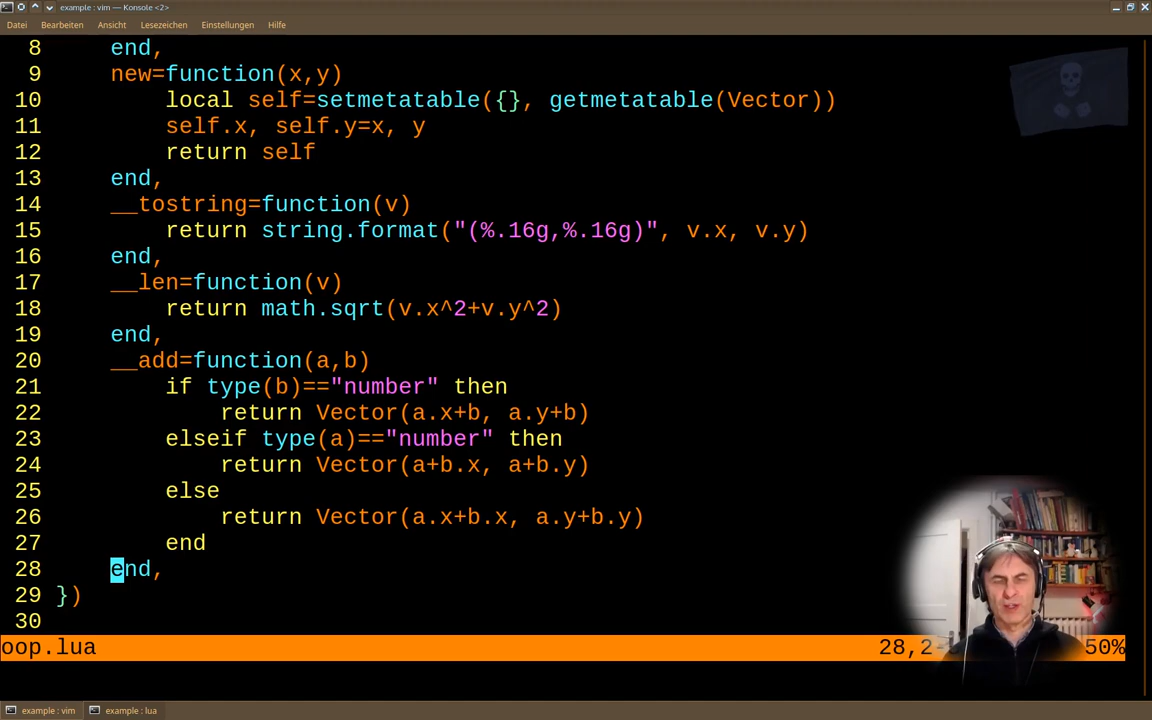 example : vim — Konsole <2>
Datei Bearbeiten Ansicht Lesezeichen Einstellungen Hilfe
8 end,
9 new=function(x,y)
10 local self=setmetatable({}, getmetatable(Vector))
11 self.x, self.y=x, y
12 return self
13 end,
14 __tostring=function(v)
15 return string.format("(%.16g,%.16g)", v.x, v.y)
16 end,
17 __len=function(v)
18 return math.sqrt(v.x^2+v.y^2)
19 end,
20 __add=function(a,b)
21 if type(b)=="number" then
22 return Vector(a.x+b, a.y+b)
23 elseif type(a)=="number" then
24 return Vector(a+b.x, a+b.y)
25 else
26 return Vector(a.x+b.x, a.y+b.y)
27 end
28 end,
29 })
30
oop.lua 28,2- 50%
example : vim example : lua